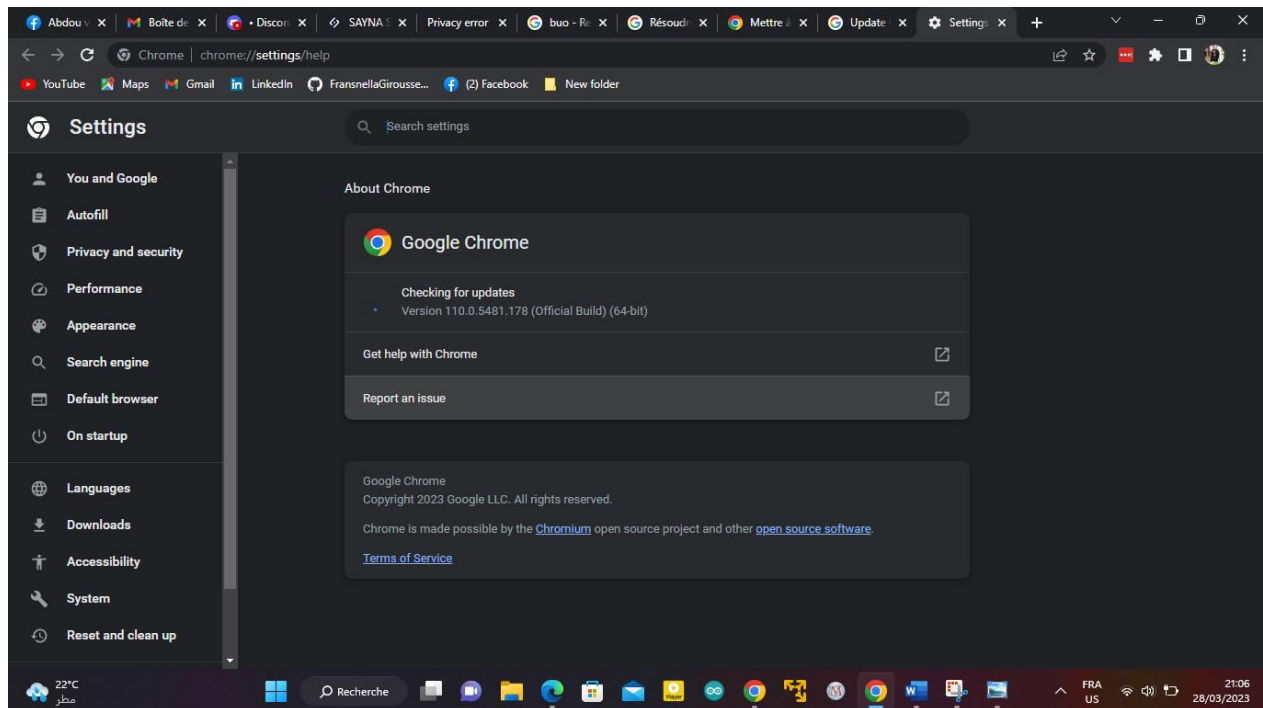 Abdou v
Boîte de
• Discor
SAYNA S
Privacy error
buo - Re
Résoudr
Mettre à
Update
Settings
Chrome | chrome://settings/help
YouTube
Maps
Gmail
LinkedIn
FransnellaGirousse...
(2) Facebook
New folder
Settings
Search settings
You and Google
Autofill
Privacy and security
Performance
Appearance
Search engine
Default browser
On startup
Languages
Downloads
Accessibility
System
Reset and clean up
About Chrome
Google Chrome
Checking for updates
Version 110.0.5481.178 (Official Build) (64-bit)
Get help with Chrome
Report an issue
Google Chrome
Copyright 2023 Google LLC. All rights reserved.
Chrome is made possible by the Chromium open source project and other open source software.
Terms of Service
22°C
مطر
Recherche
FRA
US
21:06
28/03/2023